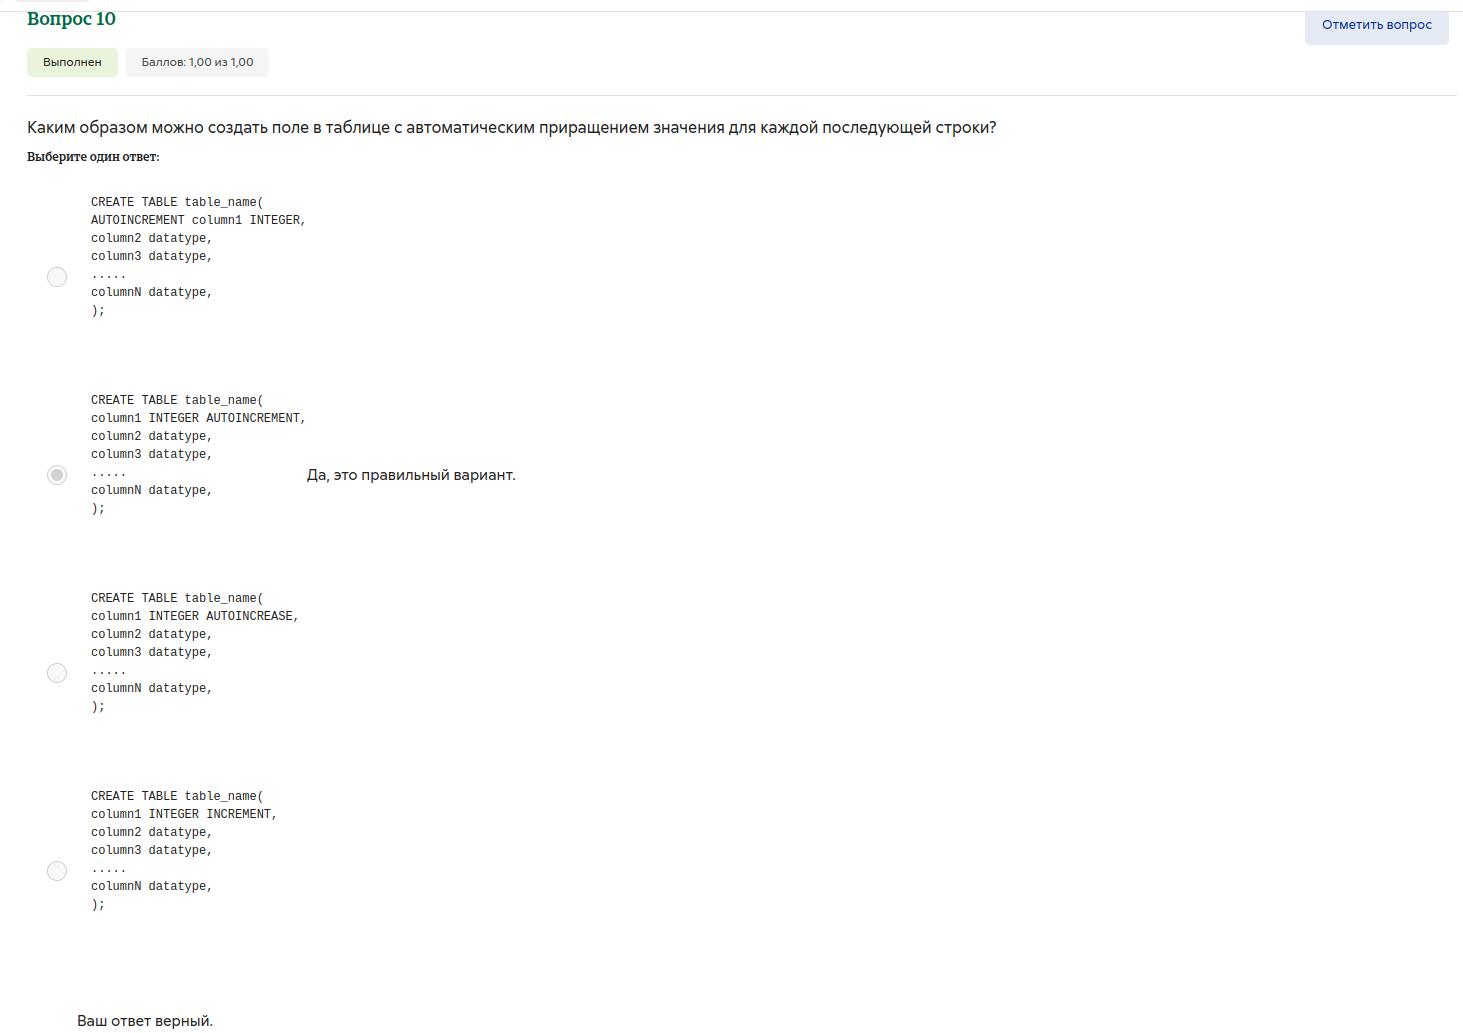 Вопрос 10
Отметить вопрос
Выполнен
Баллов: 1,00 из 1,00
Каким образом можно создать поле в таблице с автоматическим приращением значения для каждой последующей строки?
Выберите один ответ:
CREATE TABLE table_name(
AUTOINCREMENT column1 INTEGER,
column2 datatype,
column3 datatype,
.....
columnN datatype,
);
CREATE TABLE table_name(
column1 INTEGER AUTOINCREMENT,
column2 datatype,
column3 datatype,
.....
Да, это правильный вариант.
columnN datatype,
);
CREATE TABLE table_name(
column1 INTEGER AUTOINCREASE,
column2 datatype,
column3 datatype,
.....
columnN datatype,
);
CREATE TABLE table_name(
column1 INTEGER INCREMENT,
column2 datatype,
column3 datatype,
.....
columnN datatype,
);
Ваш ответ верный.